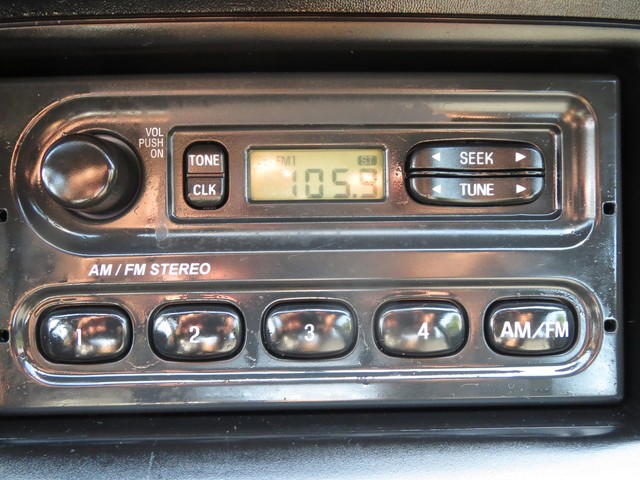 VOL
PUSH
ON
TONE
CLK
FM1 ST
105.9
SEEK
TUNE
AM / FM STEREO
1 2 3 4 AM/FM